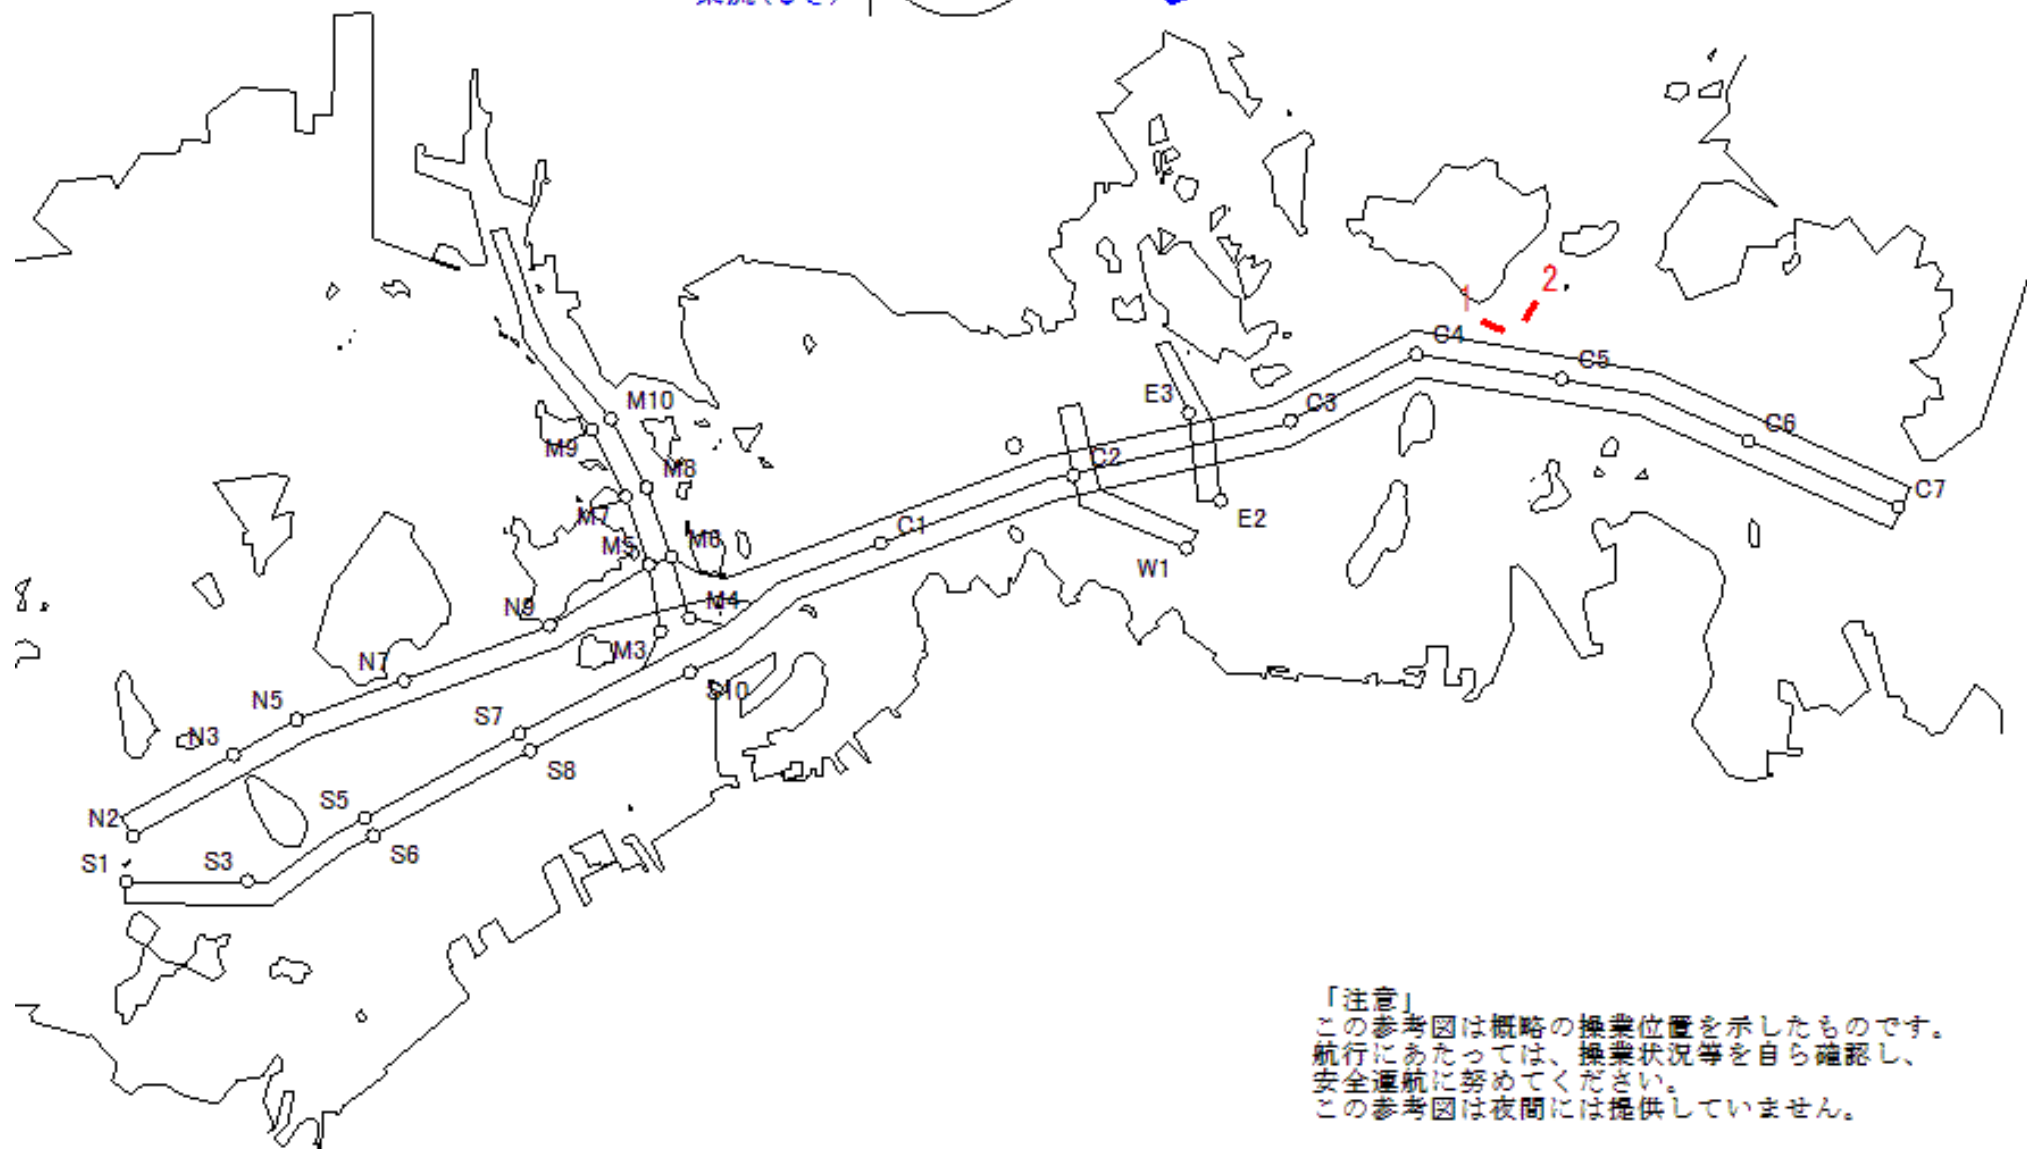 1
2
C4
C5
M10
E3
C3
C6
M9
C2
M8
C7
M7
E2
C1
M5
M6
W1
N9
M4
M3
N7
S10
N5
S7
N3
S8
S5
N2
S6
S1
S3
「注意」
この参考図は概略の操業位置を示したものです。
航行にあたっては、操業状況等を自ら確認し、
安全運航に努めてください。
この参考図は夜間には提供していません。